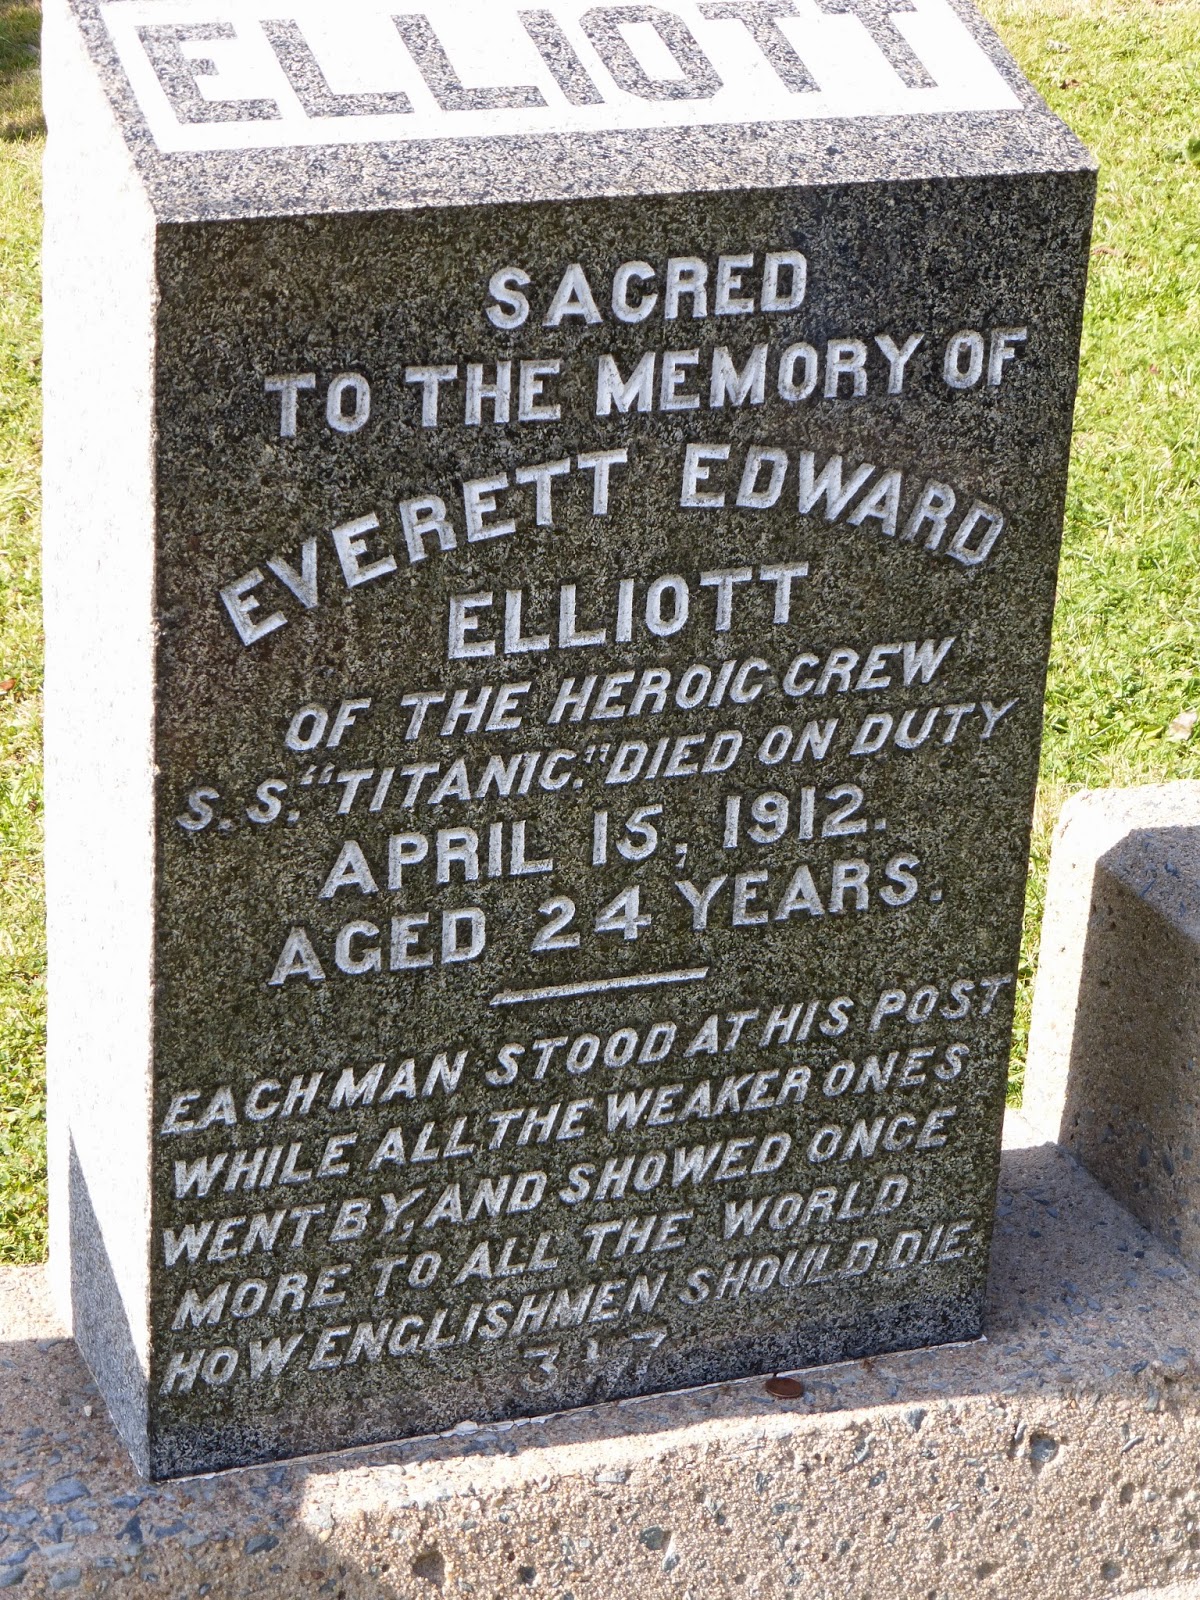 ELLIOTT
SACRED
TO THE MEMORY OF
EVERETT EDWARD
ELLIOTT
OF THE HEROIC CREW
S. S. "TITANIC." DIED ON DUTY
APRIL 15, 1912.
AGED 24 YEARS.
EACH MAN STOOD AT HIS POST
WHILE ALL THE WEAKER ONES
WENT BY, AND SHOWED ONCE
MORE TO ALL THE WORLD
HOW ENGLISHMEN SHOULD DIE.